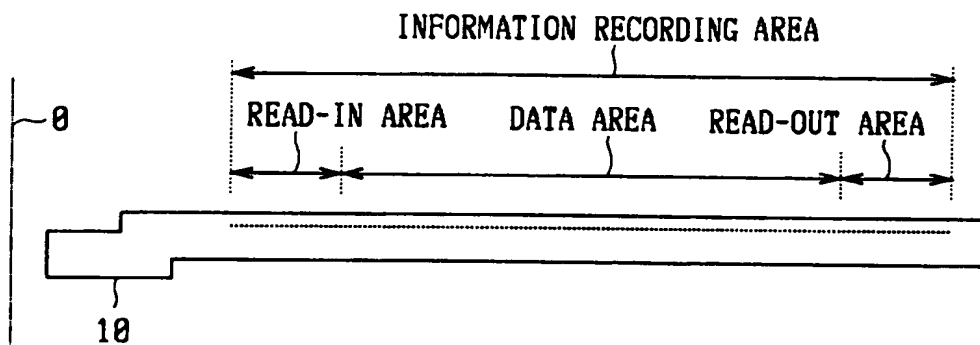 INFORMATION RECORDING AREA
0
READ-IN AREA DATA AREA READ-OUT AREA
10